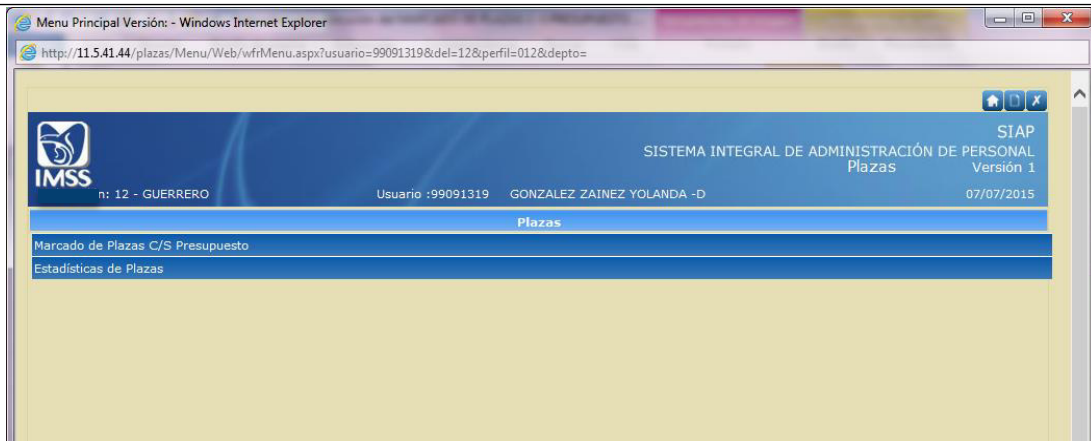 Menu Principal Versión: - Windows Internet Explorer
http://11.5.41.44/plazas/Menu/Web/wfrMenu.aspx?usuario=99091319&del=12&perfil=012&depto=
SIAP
SISTEMA INTEGRAL DE ADMINISTRACIÓN DE PERSONAL
Plazas Versión 1
IMSS
n: 12 - GUERRERO Usuario :99091319 GONZALEZ ZAINEZ YOLANDA -D 07/07/2015
Plazas
Marcado de Plazas C/S Presupuesto
Estadísticas de Plazas